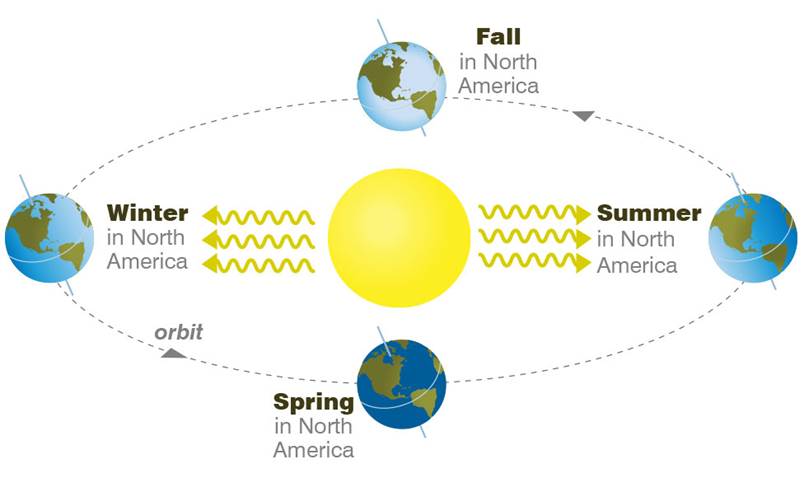 Fall
in North
America
Winter
in North
America
Summer
in North
America
orbit
Spring
in North
America